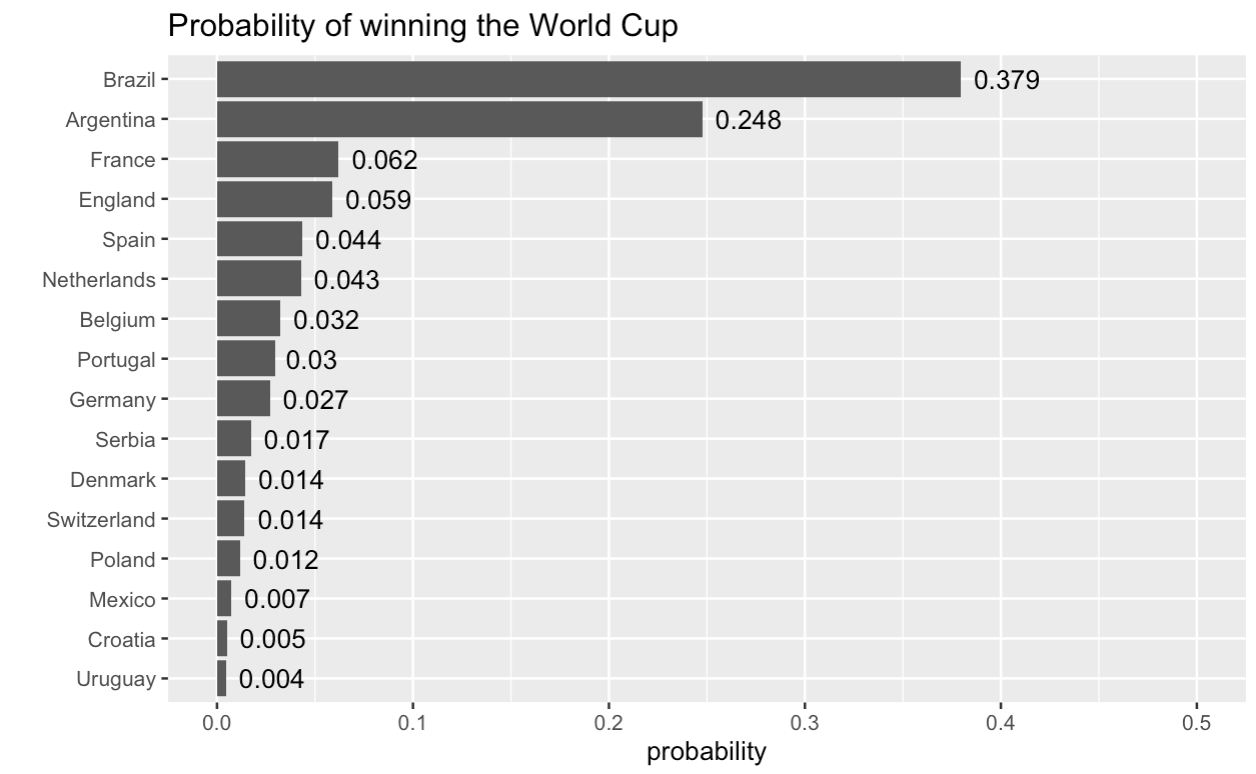 Probability of winning the World Cup
Brazil 0.379
Argentina 0.248
France 0.062
England 0.059
Spain 0.044
Netherlands 0.043
Belgium 0.032
Portugal 0.03
Germany 0.027
Serbia 0.017
Denmark 0.014
Switzerland 0.014
Poland 0.012
Mexico 0.007
Croatia 0.005
Uruguay 0.004
0.0 0.1 0.2 0.3 0.4 0.5
probability